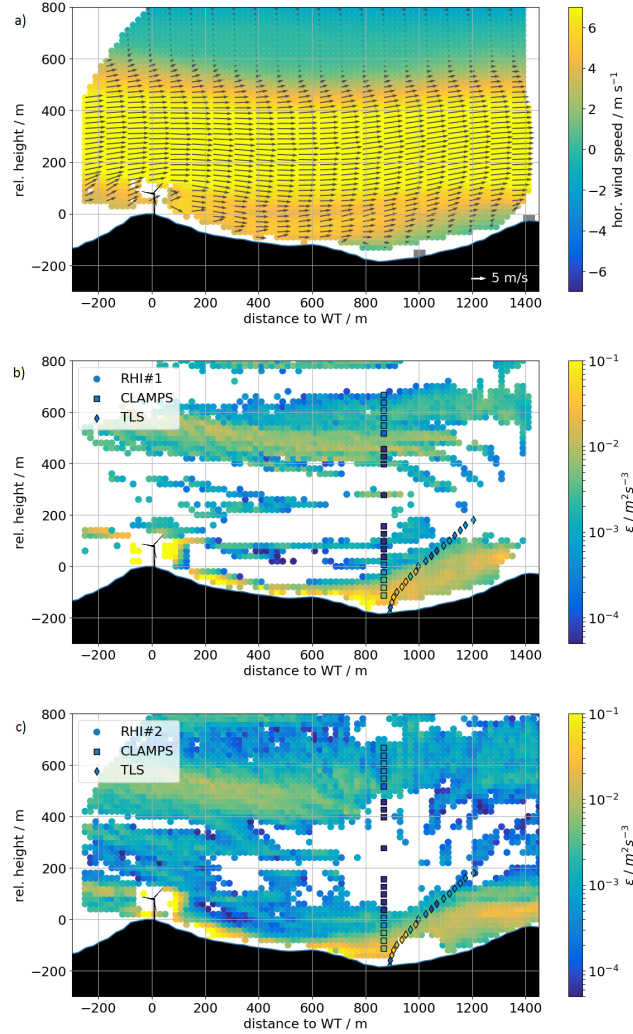 a)
800
600
400
200
0
−200
rel. height / m
−200 0 200 400 600 800 1000 1200 1400
distance to WT / m
5 m/s
6
4
2
0
−2
−4
−6
hor. wind speed / m s⁻¹
b)
800
600
400
200
0
−200
rel. height / m
RHI#1
CLAMPS
TLS
−200 0 200 400 600 800 1000 1200 1400
distance to WT / m
10⁻¹
10⁻²
10⁻³
10⁻⁴
ε / m²s⁻³
c)
800
600
400
200
0
−200
rel. height / m
RHI#2
CLAMPS
TLS
−200 0 200 400 600 800 1000 1200 1400
distance to WT / m
10⁻¹
10⁻²
10⁻³
10⁻⁴
ε / m²s⁻³